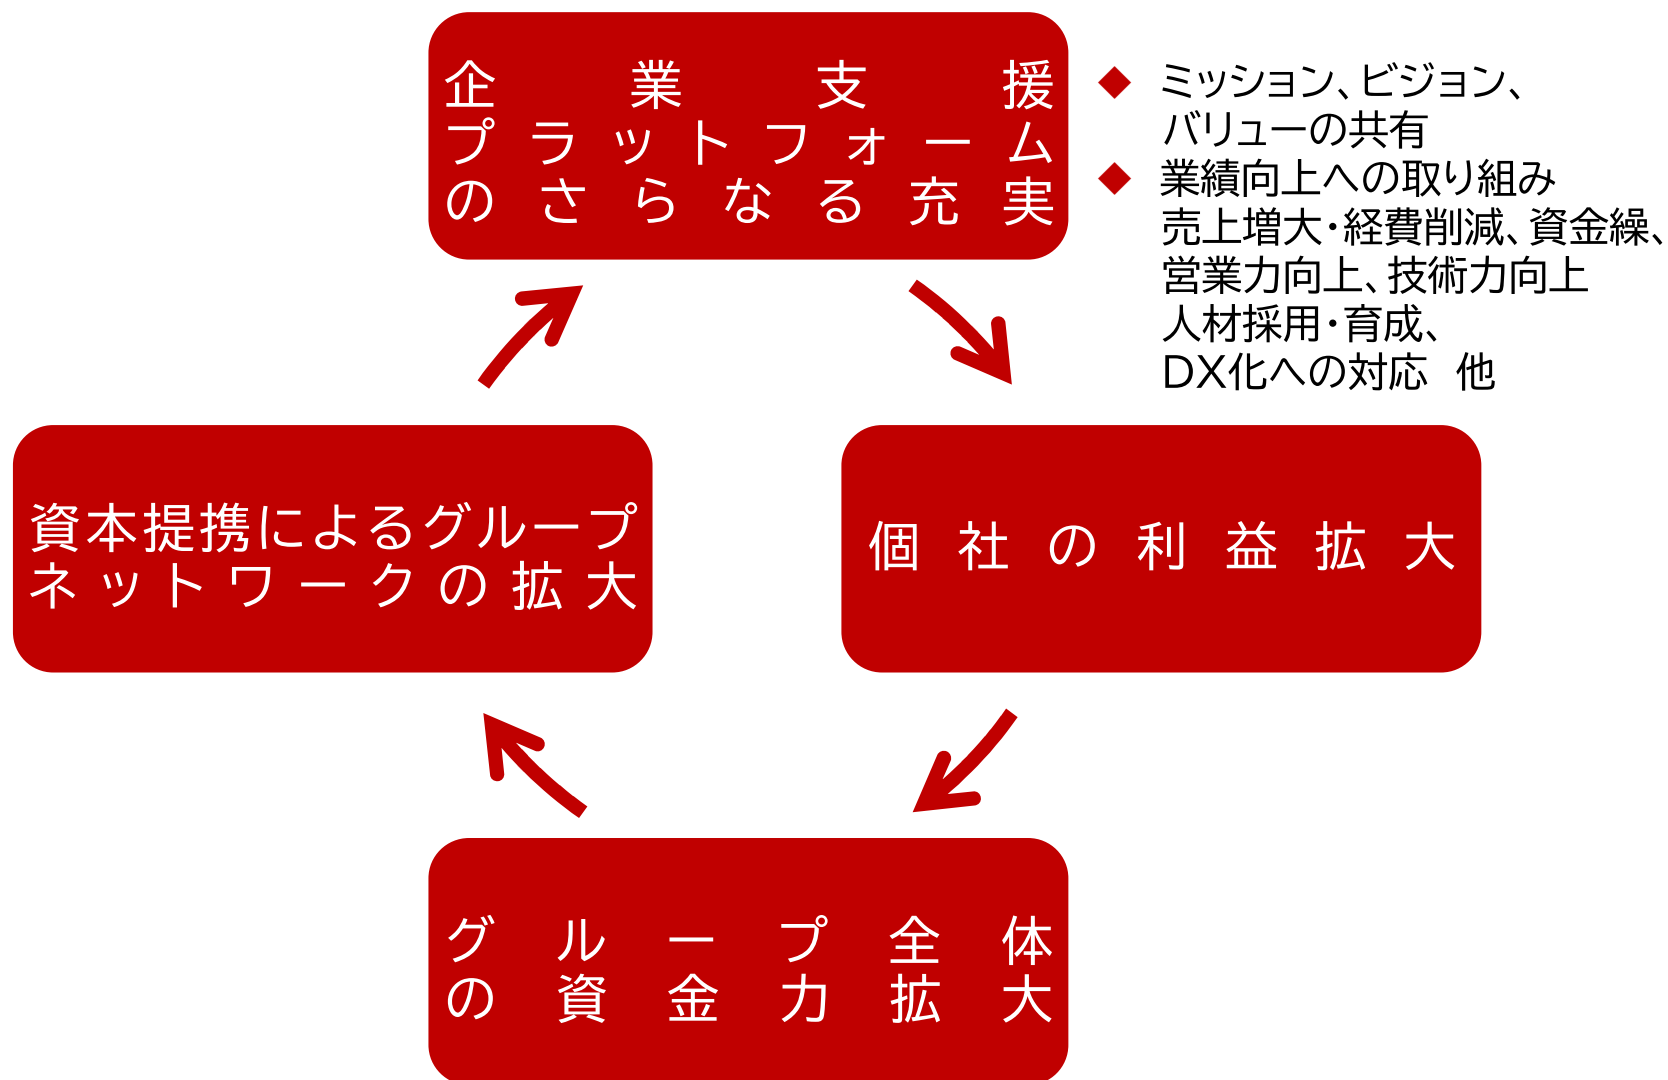 企業支援
プラットフォーム
のさらなる充実
◆ ミッション、ビジョン、
バリューの共有
◆ 業績向上への取り組み
売上増大・経費削減、資金繰、
営業力向上、技術力向上
人材採用・育成、
DX化への対応　他
資本提携によるグループ
ネットワークの拡大
個社の利益拡大
グループ全体
の資金力拡大